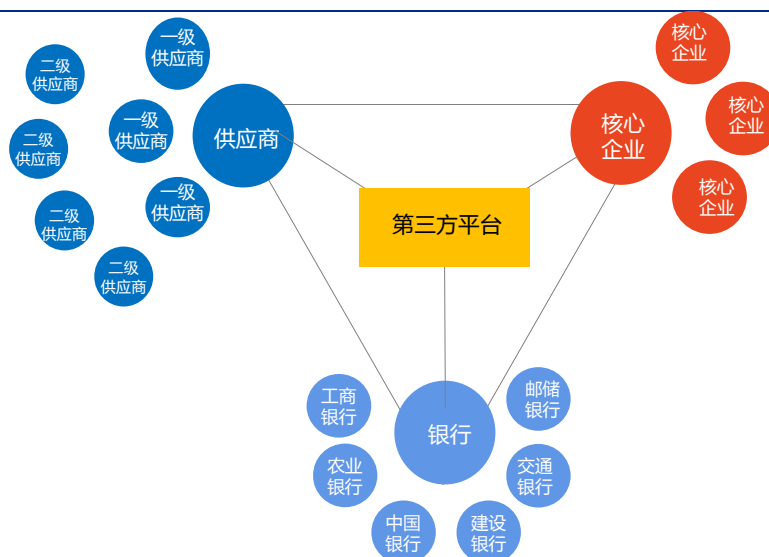 一级
供应商
二级
供应商
一级
供应商
二级
供应商
一级
供应商
二级
供应商
二级
供应商
供应商
核心
企业
核心
企业
核心
企业
核心
企业
第三方平台
银行
工商
银行
农业
银行
中国
银行
建设
银行
交通
银行
邮储
银行